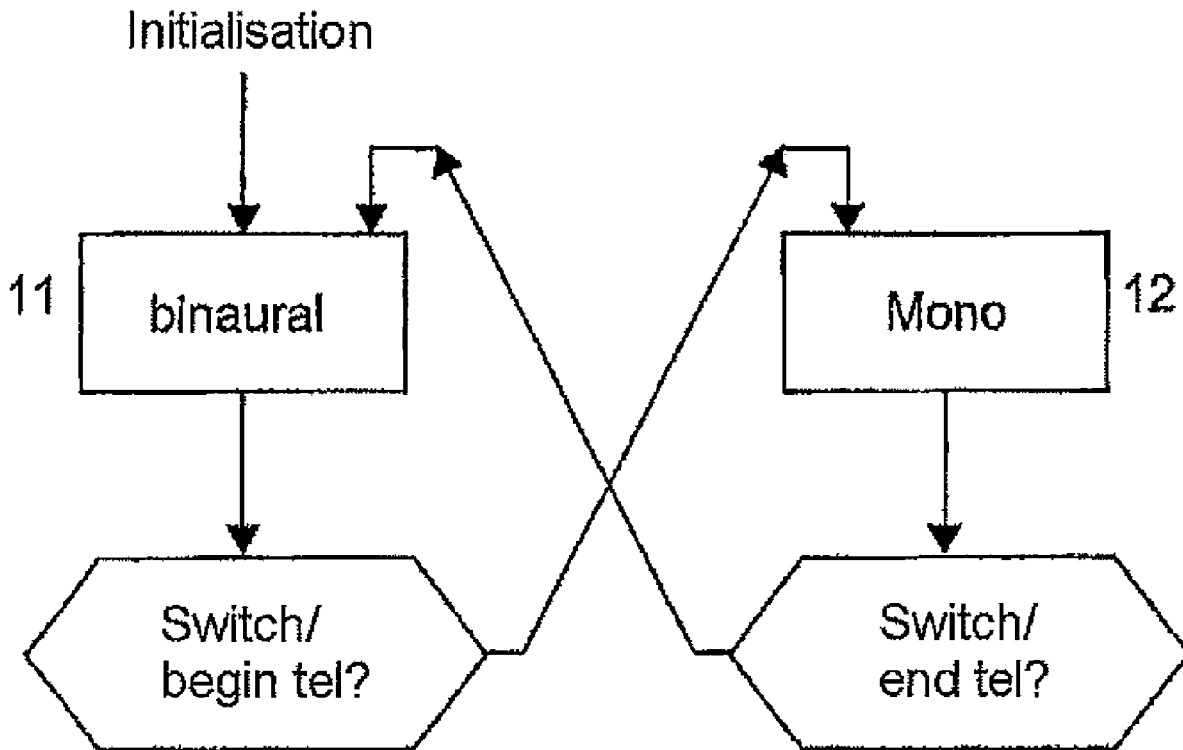 Initialisation
11
binaural
Mono
12
Switch/
begin tel?
Switch/
end tel?